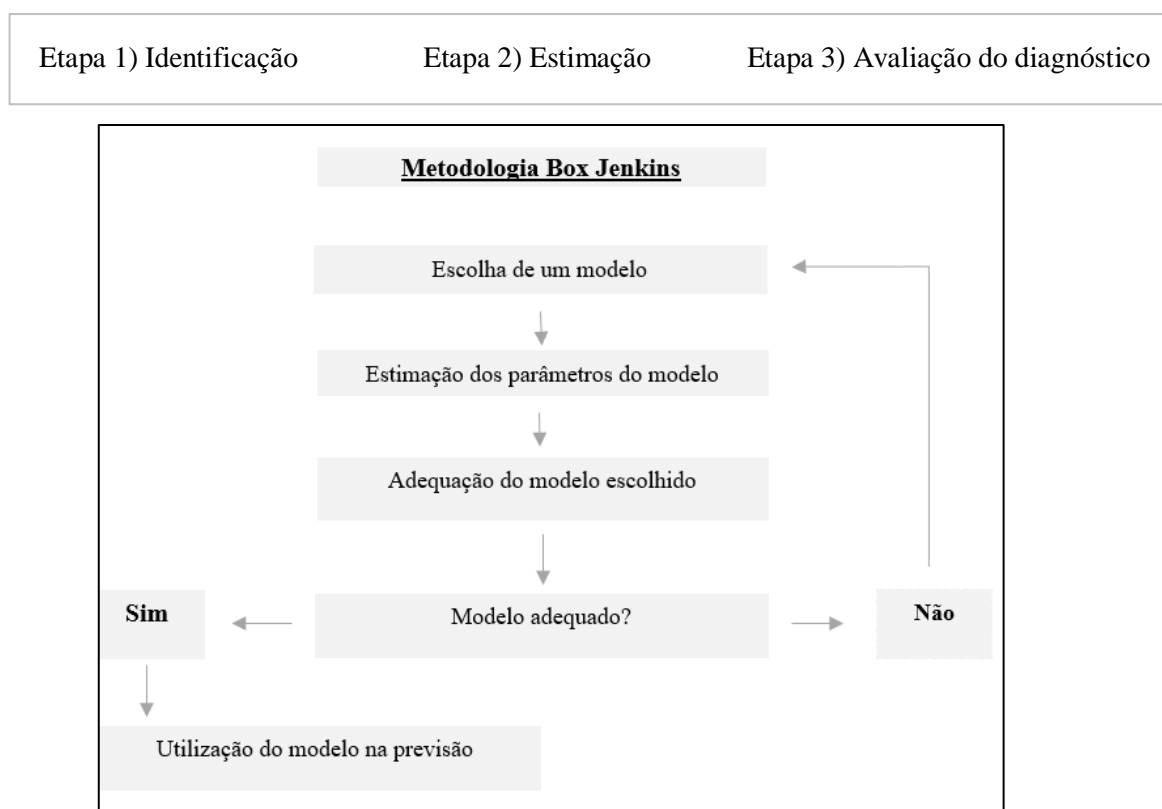 Etapa 1) Identificação Etapa 2) Estimação Etapa 3) Avaliação do diagnóstico
Metodologia Box Jenkins
Escolha de um modelo
Estimação dos parâmetros do modelo
Adequação do modelo escolhido
Sim Modelo adequado? Não
Utilização do modelo na previsão